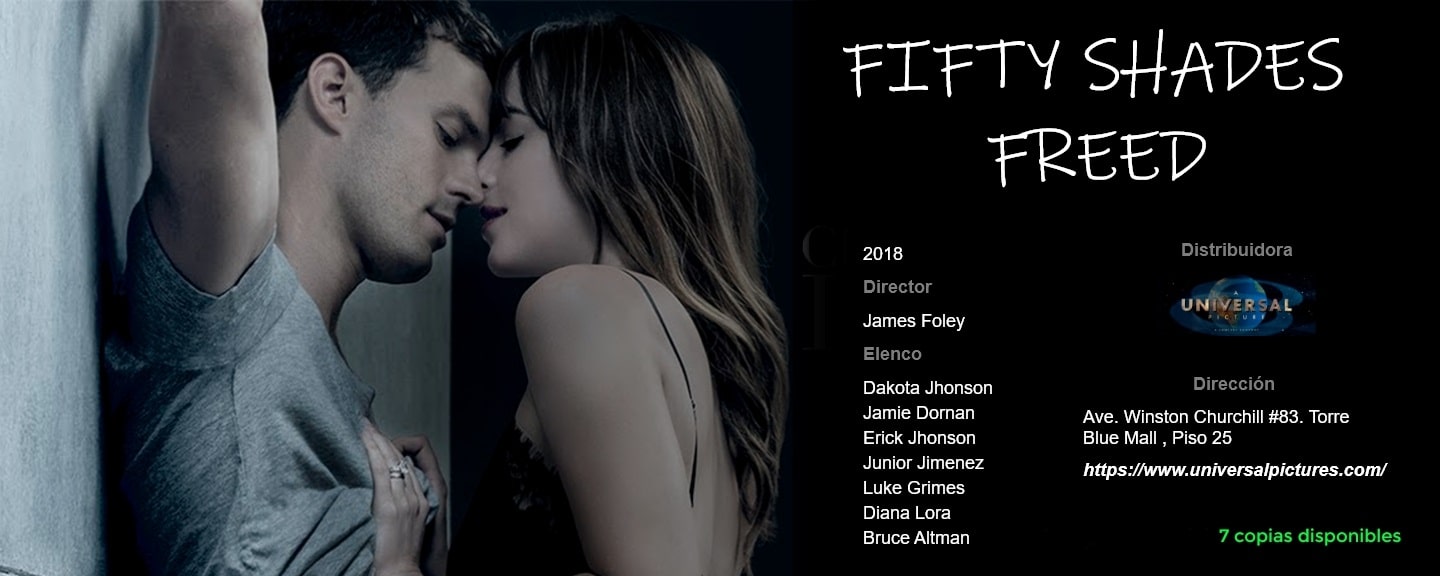 FIFTY SHADES
FREED
2018
Director
James Foley
Elenco
Dakota Jhonson
Jamie Dornan
Erick Jhonson
Junior Jimenez
Luke Grimes
Diana Lora
Bruce Altman
Distribuidora
A
UNIVERSAL
PICTURE
Dirección
Ave. Winston Churchill #83. Torre
Blue Mall , Piso 25
https://www.universalpictures.com/
7 copias disponibles